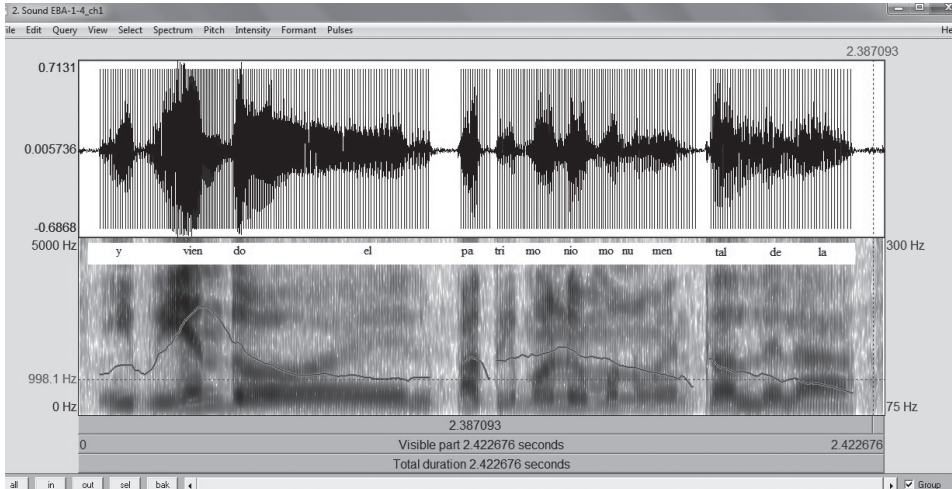 2. Sound EBA-1-4_ch1
ile Edit Query View Select Spectrum Pitch Intensity Formant Pulses He
2.387093
0.7131
0.005736
-0.6868
5000 Hz 300 Hz
y vien do el pa tri mo nio mo nu men tal de la
998.1 Hz
0 Hz 75 Hz
2.387093
0 Visible part 2.422676 seconds 2.422676
Total duration 2.422676 seconds
all in out sel bak Group